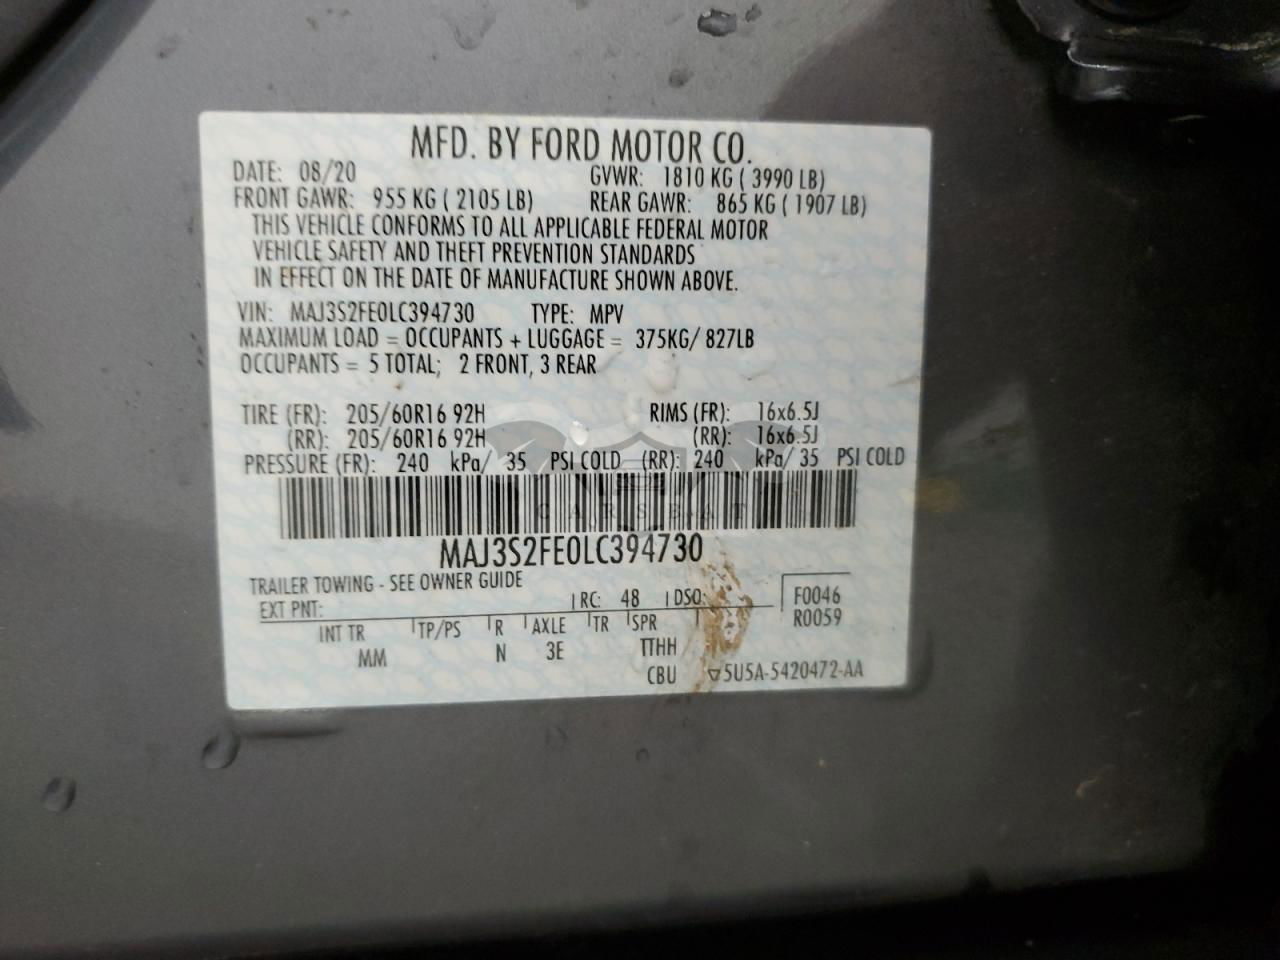 MFD. BY FORD MOTOR CO.
DATE: 08/20 GVWR: 1810 KG ( 3990 LB)
FRONT GAWR: 955 KG ( 2105 LB) REAR GAWR: 865 KG ( 1907 LB)
THIS VEHICLE CONFORMS TO ALL APPLICABLE FEDERAL MOTOR
VEHICLE SAFETY AND THEFT PREVENTION STANDARDS
IN EFFECT ON THE DATE OF MANUFACTURE SHOWN ABOVE.
VIN: MAJ3S2FE0LC394730 TYPE: MPV
MAXIMUM LOAD = OCCUPANTS + LUGGAGE = 375KG/ 827LB
OCCUPANTS = 5 TOTAL; 2 FRONT, 3 REAR
TIRE (FR): 205/60R16 92H RIMS (FR): 16x6.5J
(RR): 205/60R16 92H (RR): 16x6.5J
PRESSURE (FR): 240 kPa/ 35 PSI COLD (RR): 240 kPa/ 35 PSI COLD
CARSBAT
MAJ3S2FE0LC394730
TRAILER TOWING - SEE OWNER GUIDE
EXT PNT: RC: 48 DSO: F0046
R0059
INT TR TP/PS R AXLE TR SPR
MM N 3E TTHH
CBU ▽5U5A-5420472-AA